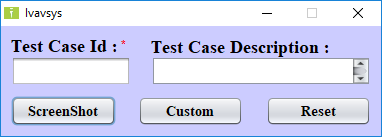 Ivavsys
Test Case Id : * Test Case Description :
ScreenShot Custom Reset